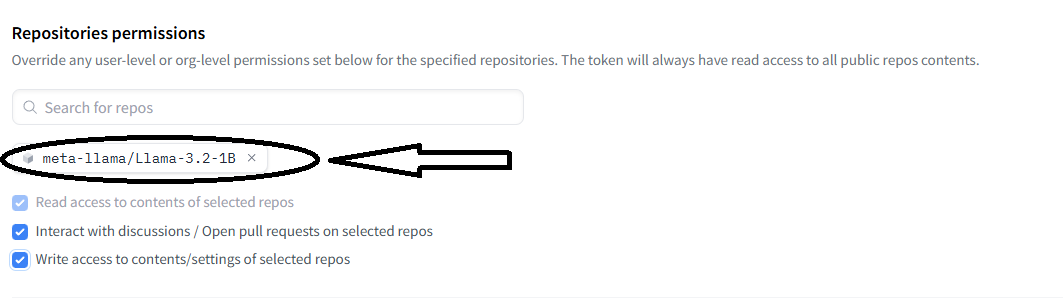 Repositories permissions
Override any user-level or org-level permissions set below for the specified repositories. The token will always have read access to all public repos contents.
Search for repos
meta-llama/Llama-3.2-1B ×
Read access to contents of selected repos
Interact with discussions / Open pull requests on selected repos
Write access to contents/settings of selected repos